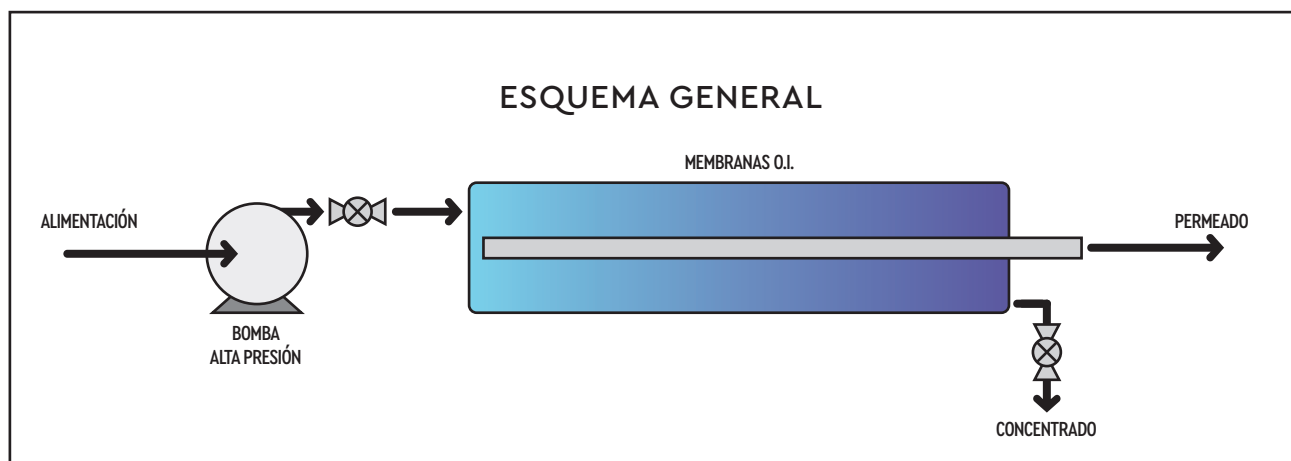 ESQUEMA GENERAL
MEMBRANAS O.I.
ALIMENTACIÓN
PERMEADO
BOMBA
ALTA PRESIÓN
CONCENTRADO